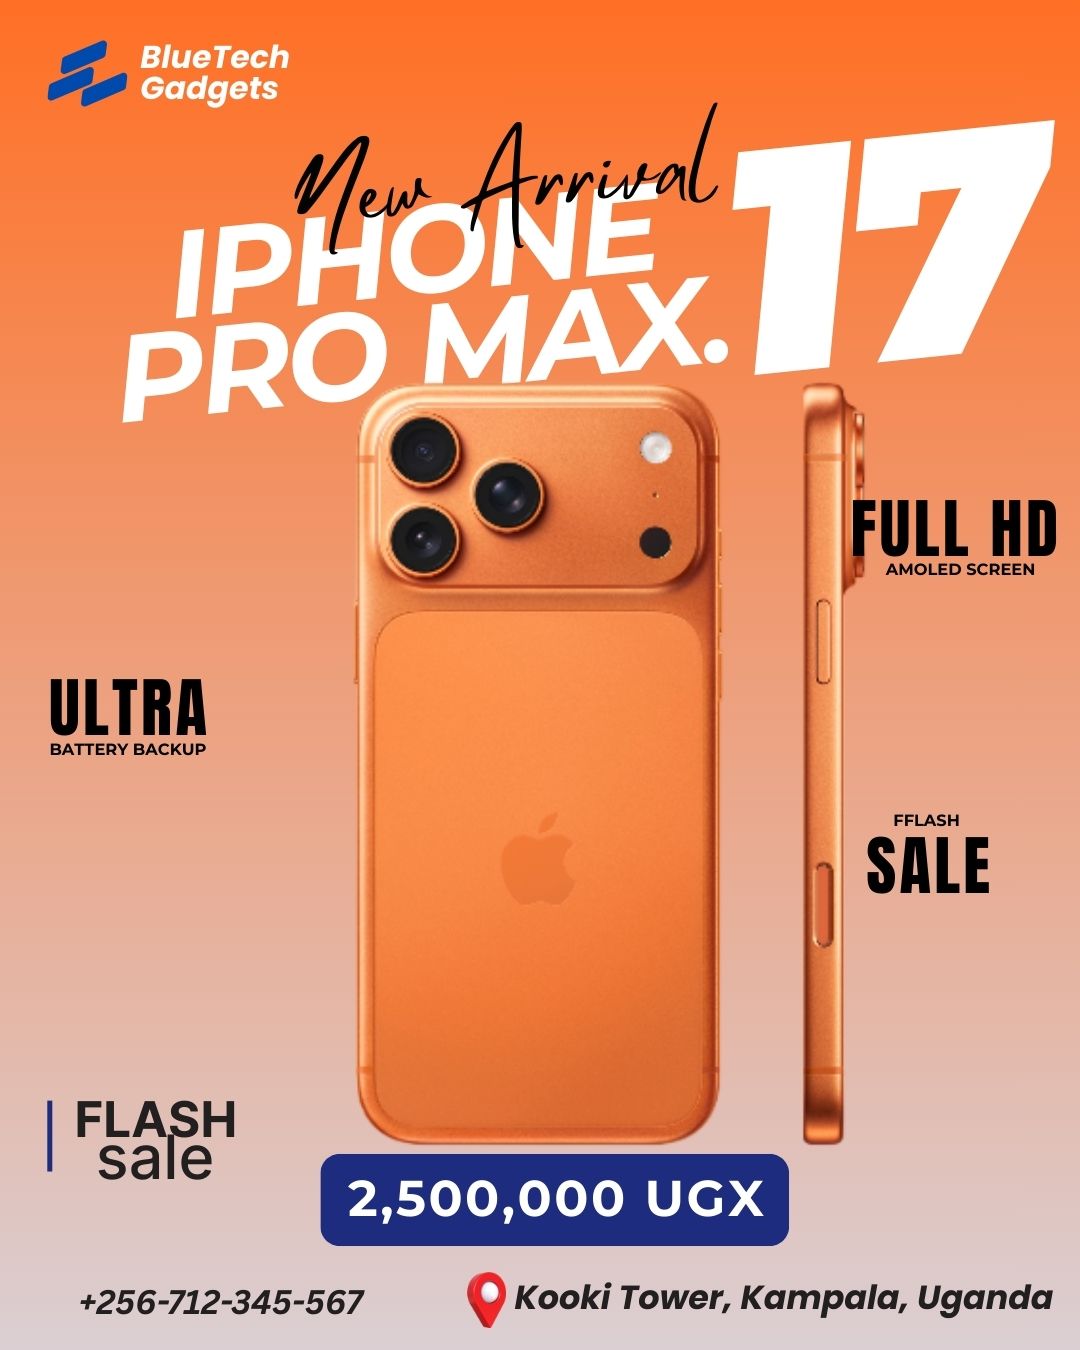 BlueTech
Gadgets
New Arrival
IPHONE
PRO MAX.
17
FULL HD
AMOLED SCREEN
ULTRA
BATTERY BACKUP
FFLASH
SALE
FLASH
sale
2,500,000 UGX
+256-712-345-567
Kooki Tower, Kampala, Uganda